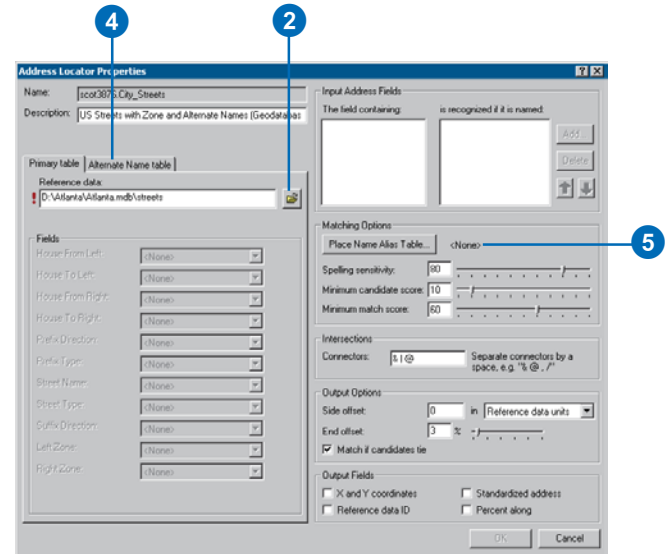 4
2
Address Locator Properties
Name:
scot3876.City_Streets
Description:
US Streets with Zone and Alternate Names (Geodatabas
Primary table
Alternate Name table
Reference data:
D:\Atlanta\Atlanta.mdb\streets
Fields
House From Left:
<None>
House To Left:
<None>
House From Right:
<None>
House To Right:
<None>
Prefix Direction:
<None>
Prefix Type:
<None>
Street Name:
<None>
Street Type:
<None>
Suffix Direction:
<None>
Left Zone:
<None>
Right Zone:
<None>
Input Address Fields
The field containing:
is recognized if it is named:
Add...
Delete
Matching Options
Place Name Alias Table...
<None>
5
Spelling sensitivity:
80
Minimum candidate score:
10
Minimum match score:
60
Intersections
Connectors:
& | @
Separate connectors by a
space, e.g. "& @ , /"
Output Options
Side offset:
0
in
Reference data units
End offset:
3
%
Match if candidates tie
Output Fields
X and Y coordinates
Standardized address
Reference data ID
Percent along
OK
Cancel